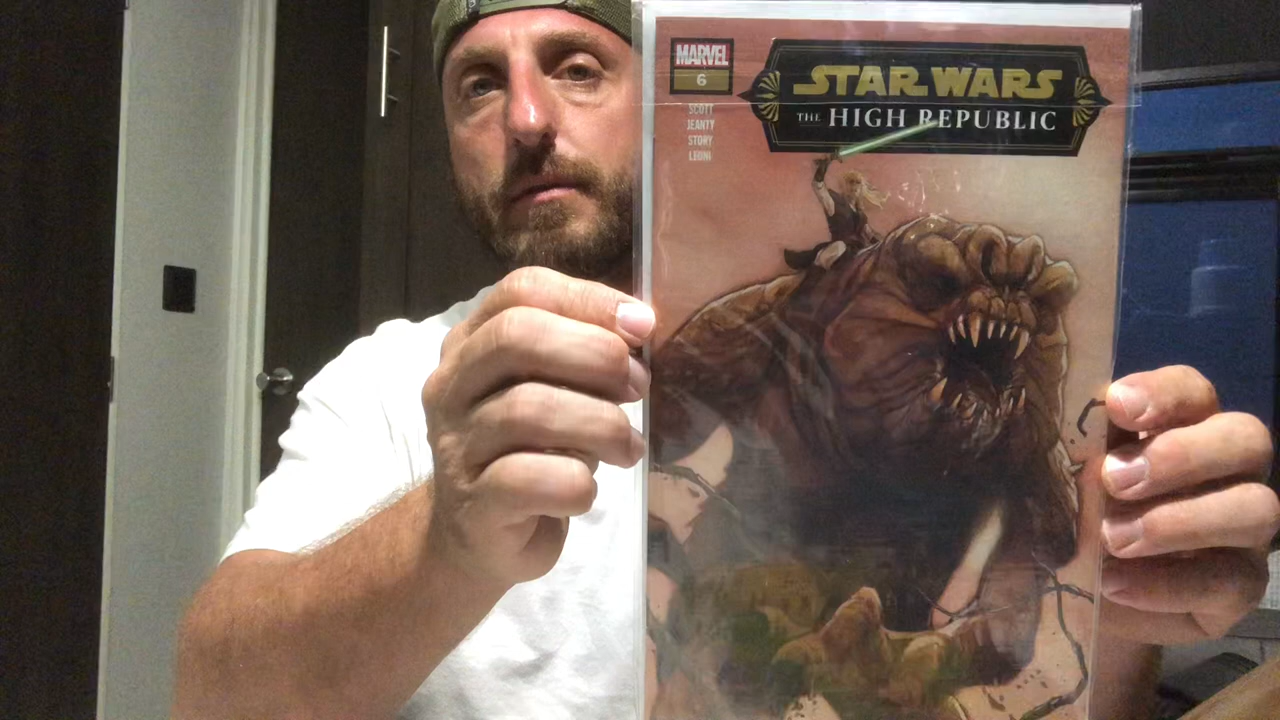 MARVEL
6
SCOTT
JEANTY
STORY
LEONI
STAR WARS
THE HIGH REPUBLIC